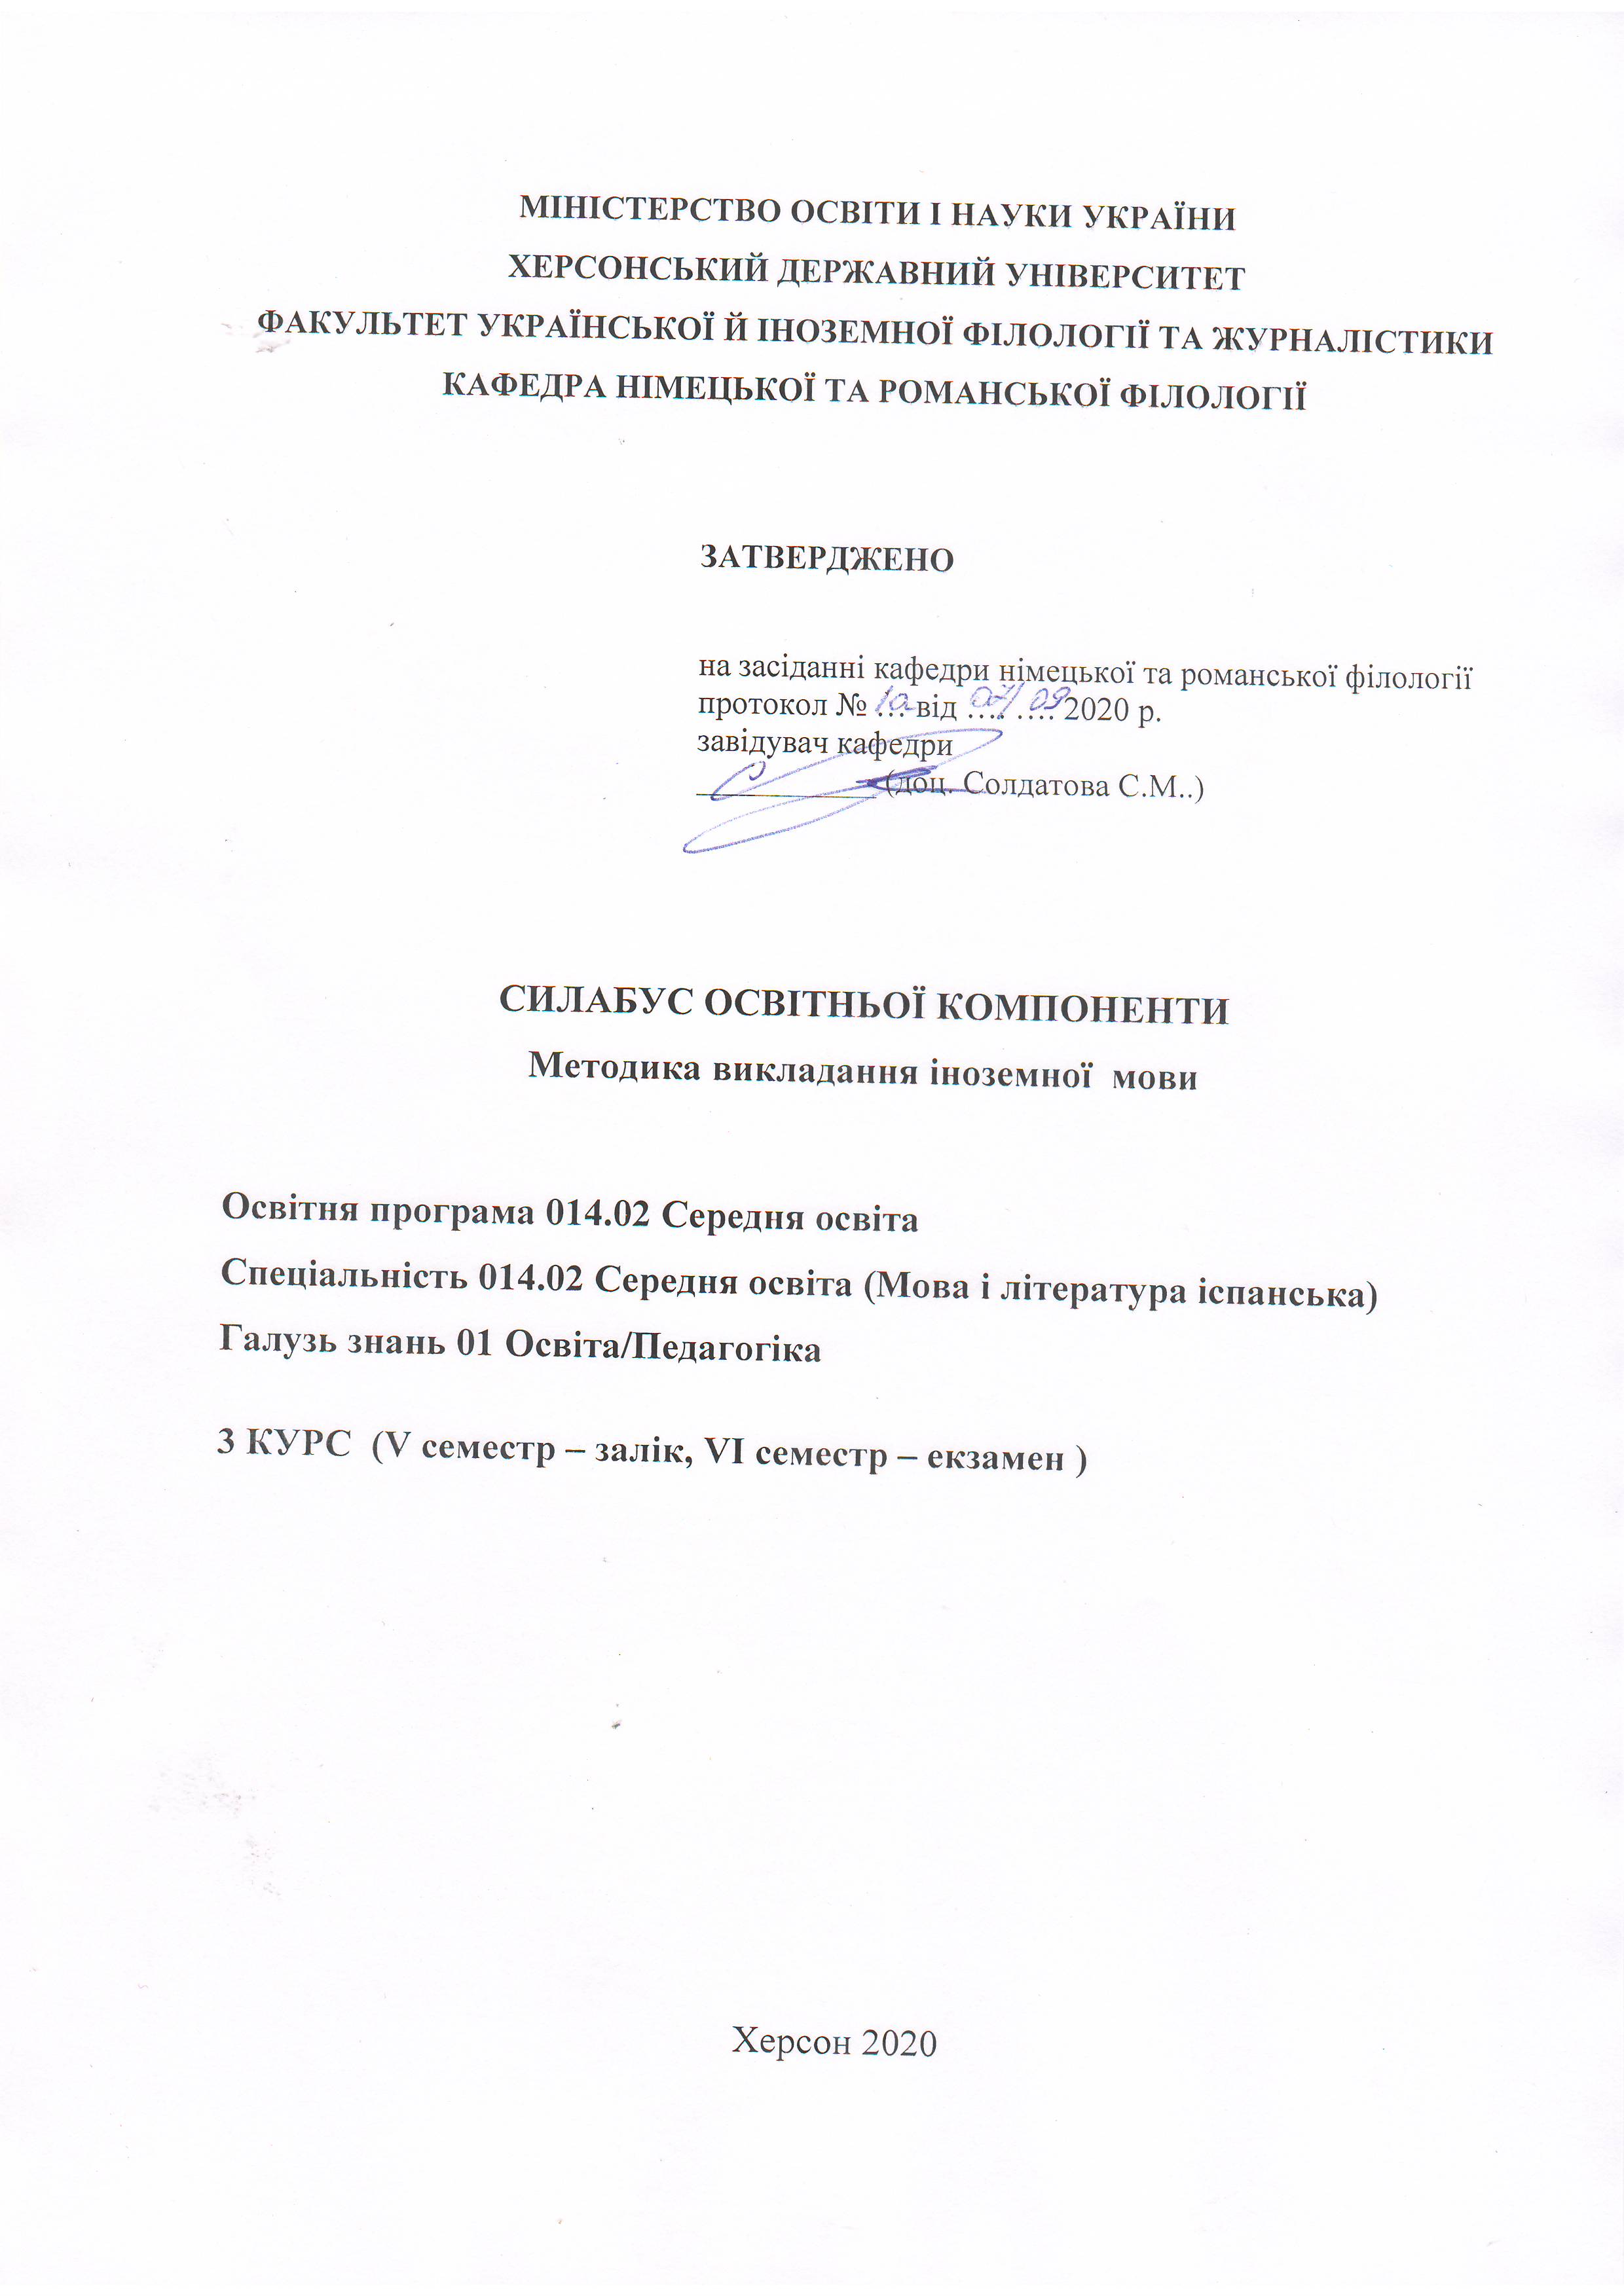 МІНІСТЕРСТВО ОСВІТИ І НАУКИ УКРАЇНИ
ХЕРСОНСЬКИЙ ДЕРЖАВНИЙ УНІВЕРСИТЕТ
ФАКУЛЬТЕТ УКРАЇНСЬКОЇ Й ІНОЗЕМНОЇ ФІЛОЛОГІЇ ТА ЖУРНАЛІСТИКИ
КАФЕДРА НІМЕЦЬКОЇ ТА РОМАНСЬКОЇ ФІЛОЛОГІЇ
ЗАТВЕРДЖЕНО
на засіданні кафедри німецької та романської філології
протокол № 1а від 07/ 09 2020 р.
завідувач кафедри
(доц. Солдатова С.М..)
СИЛАБУС ОСВІТНЬОЇ КОМПОНЕНТИ
Методика викладання іноземної мови
Освітня програма 014.02 Середня освіта
Спеціальність 014.02 Середня освіта (Мова і література іспанська)
Галузь знань 01 Освіта/Педагогіка
3 КУРС (V семестр – залік, VI семестр – екзамен )
Херсон 2020